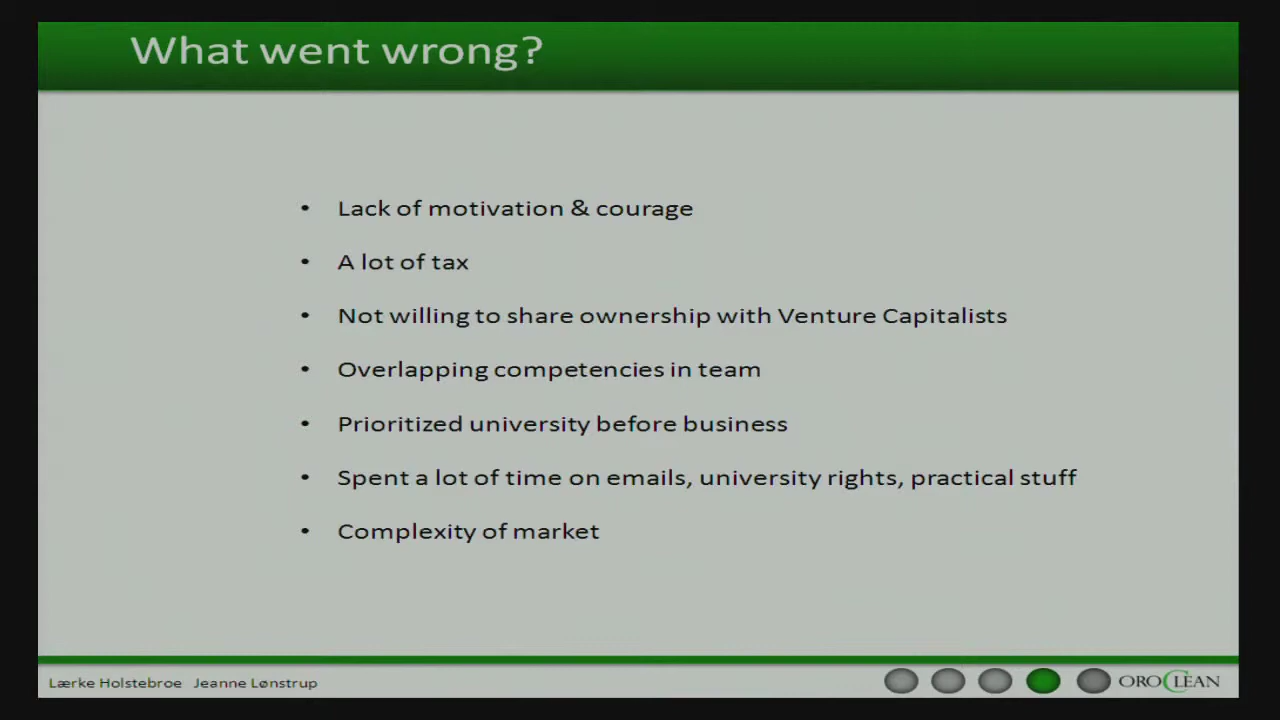 What went wrong?
• Lack of motivation & courage
• A lot of tax
• Not willing to share ownership with Venture Capitalists
• Overlapping competencies in team
• Prioritized university before business
• Spent a lot of time on emails, university rights, practical stuff
• Complexity of market
Lærke Holstebroe Jeanne Lønstrup
OROCLEAN